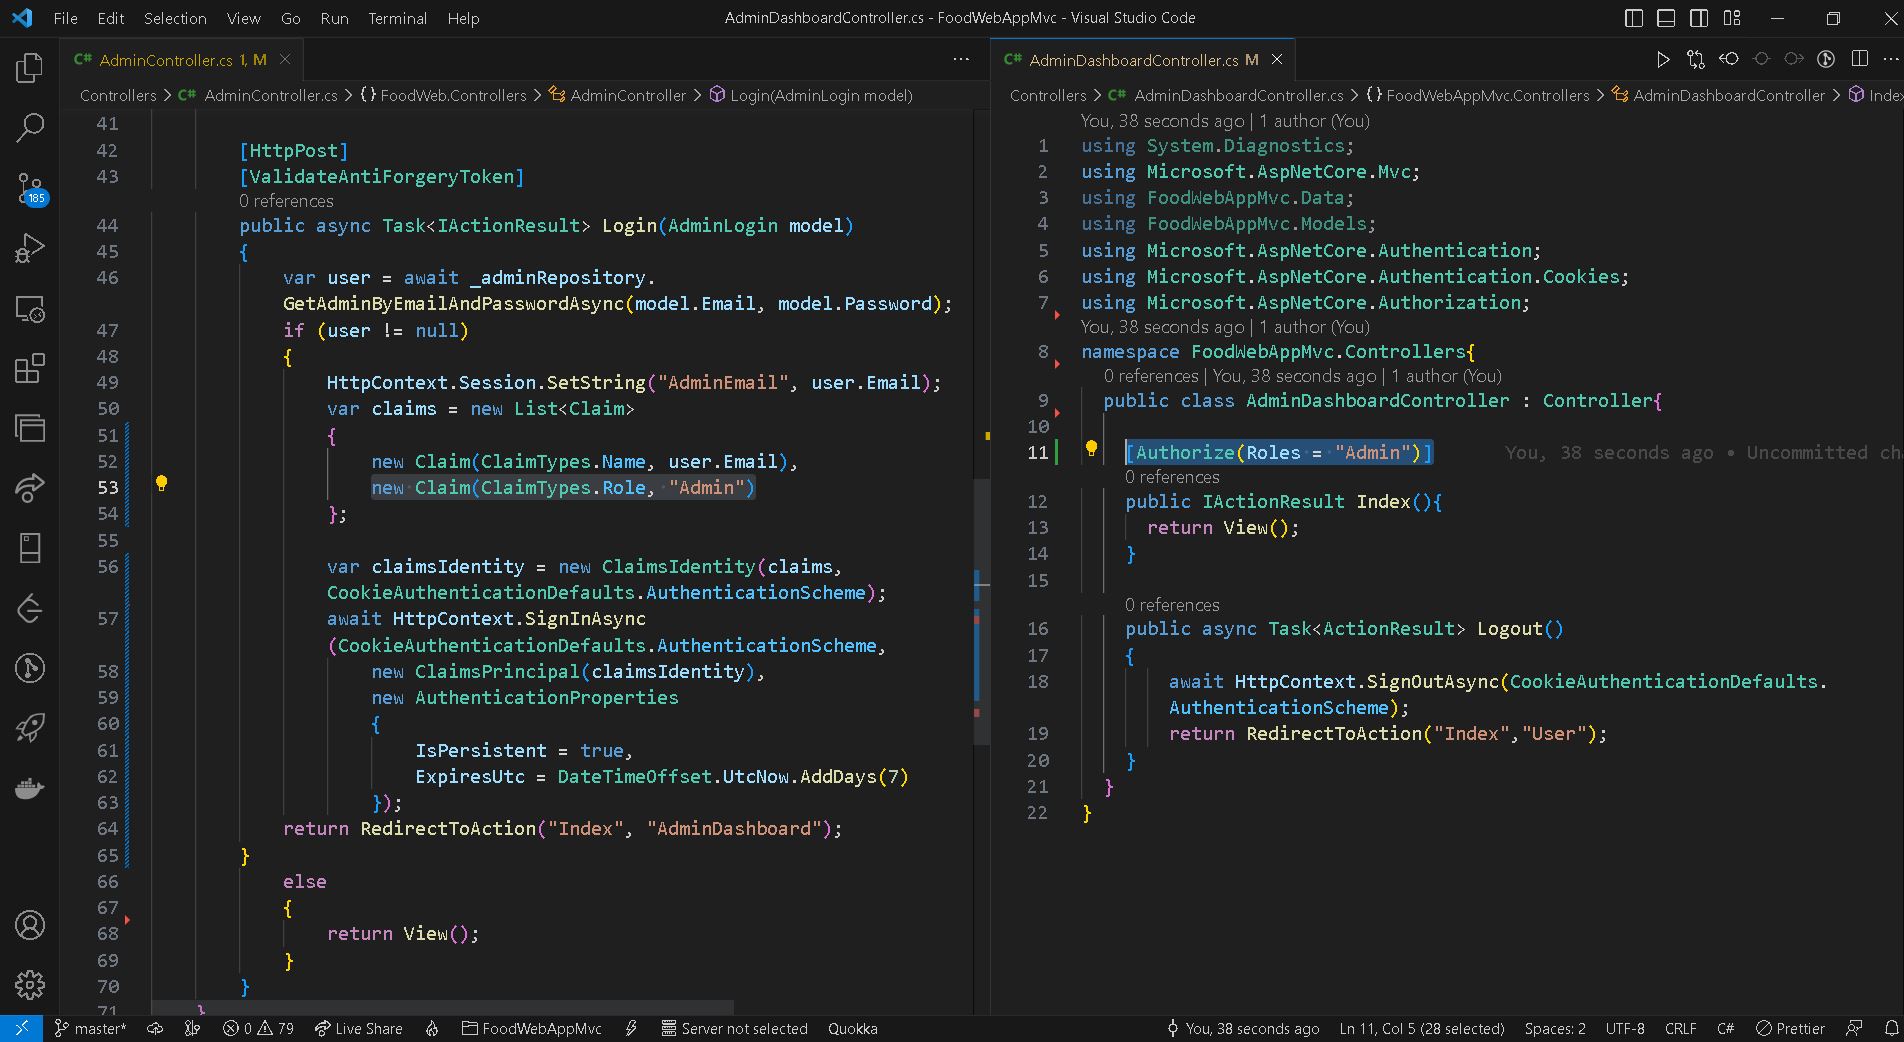 File Edit Selection View Go Run Terminal Help
AdminDashboardController.cs - FoodWebAppMvc - Visual Studio Code
C# AdminController.cs 1, M
Controllers > C# AdminController.cs > {} FoodWeb.Controllers > AdminController > Login(AdminLogin model)
41
42 [HttpPost]
43 [ValidateAntiForgeryToken]
0 references
44 public async Task<IActionResult> Login(AdminLogin model)
45 {
46 var user = await _adminRepository.
GetAdminByEmailAndPasswordAsync(model.Email, model.Password);
47 if (user != null)
48 {
49 HttpContext.Session.SetString("AdminEmail", user.Email);
50 var claims = new List<Claim>
51 {
52 new Claim(ClaimTypes.Name, user.Email),
53 new Claim(ClaimTypes.Role, "Admin")
54 };
55
56 var claimsIdentity = new ClaimsIdentity(claims,
CookieAuthenticationDefaults.AuthenticationScheme);
57 await HttpContext.SignInAsync
(CookieAuthenticationDefaults.AuthenticationScheme,
58 new ClaimsPrincipal(claimsIdentity),
59 new AuthenticationProperties
60 {
61 IsPersistent = true,
62 ExpiresUtc = DateTimeOffset.UtcNow.AddDays(7)
63 });
64 return RedirectToAction("Index", "AdminDashboard");
65 }
66 else
67 {
68 return View();
69 }
70 }
71 }
C# AdminDashboardController.cs M
Controllers > C# AdminDashboardController.cs > {} FoodWebAppMvc.Controllers > AdminDashboardController > Index
You, 38 seconds ago | 1 author (You)
1 using System.Diagnostics;
2 using Microsoft.AspNetCore.Mvc;
3 using FoodWebAppMvc.Data;
4 using FoodWebAppMvc.Models;
5 using Microsoft.AspNetCore.Authentication;
6 using Microsoft.AspNetCore.Authentication.Cookies;
7 using Microsoft.AspNetCore.Authorization;
You, 38 seconds ago | 1 author (You)
8 namespace FoodWebAppMvc.Controllers{
0 references | You, 38 seconds ago | 1 author (You)
9 public class AdminDashboardController : Controller{
10
11 [Authorize(Roles = "Admin")] You, 38 seconds ago • Uncommitted cha
0 references
12 public IActionResult Index(){
13 return View();
14 }
15
0 references
16 public async Task<ActionResult> Logout()
17 {
18 await HttpContext.SignOutAsync(CookieAuthenticationDefaults.
AuthenticationScheme);
19 return RedirectToAction("Index","User");
20 }
21 }
22 }
185
master* 0 79 Live Share FoodWebAppMvc Server not selected Quokka
You, 38 seconds ago Ln 11, Col 5 (28 selected) Spaces: 2 UTF-8 CRLF C# Prettier